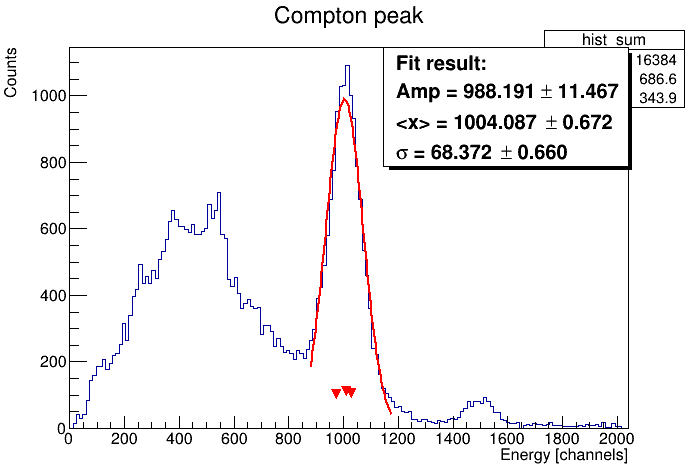 Compton peak
hist_sum
16384
686.6
343.9
Fit result:
Amp = 988.191 ± 11.467
<x> = 1004.087 ± 0.672
σ = 68.372 ± 0.660
Counts
1000
800
600
400
200
0
0 200 400 600 800 1000 1200 1400 1600 1800 2000
Energy [channels]